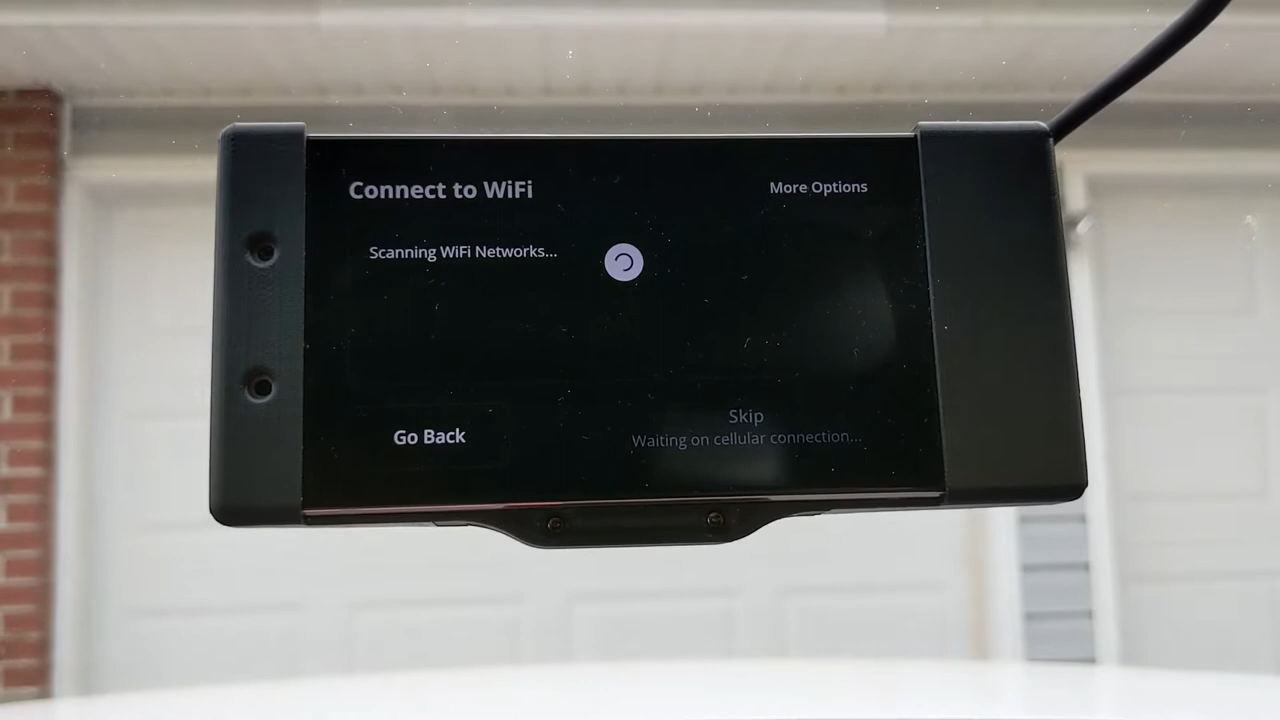 Connect to WiFi
More Options
Scanning WiFi Networks...
Go Back
Skip
Waiting on cellular connection...